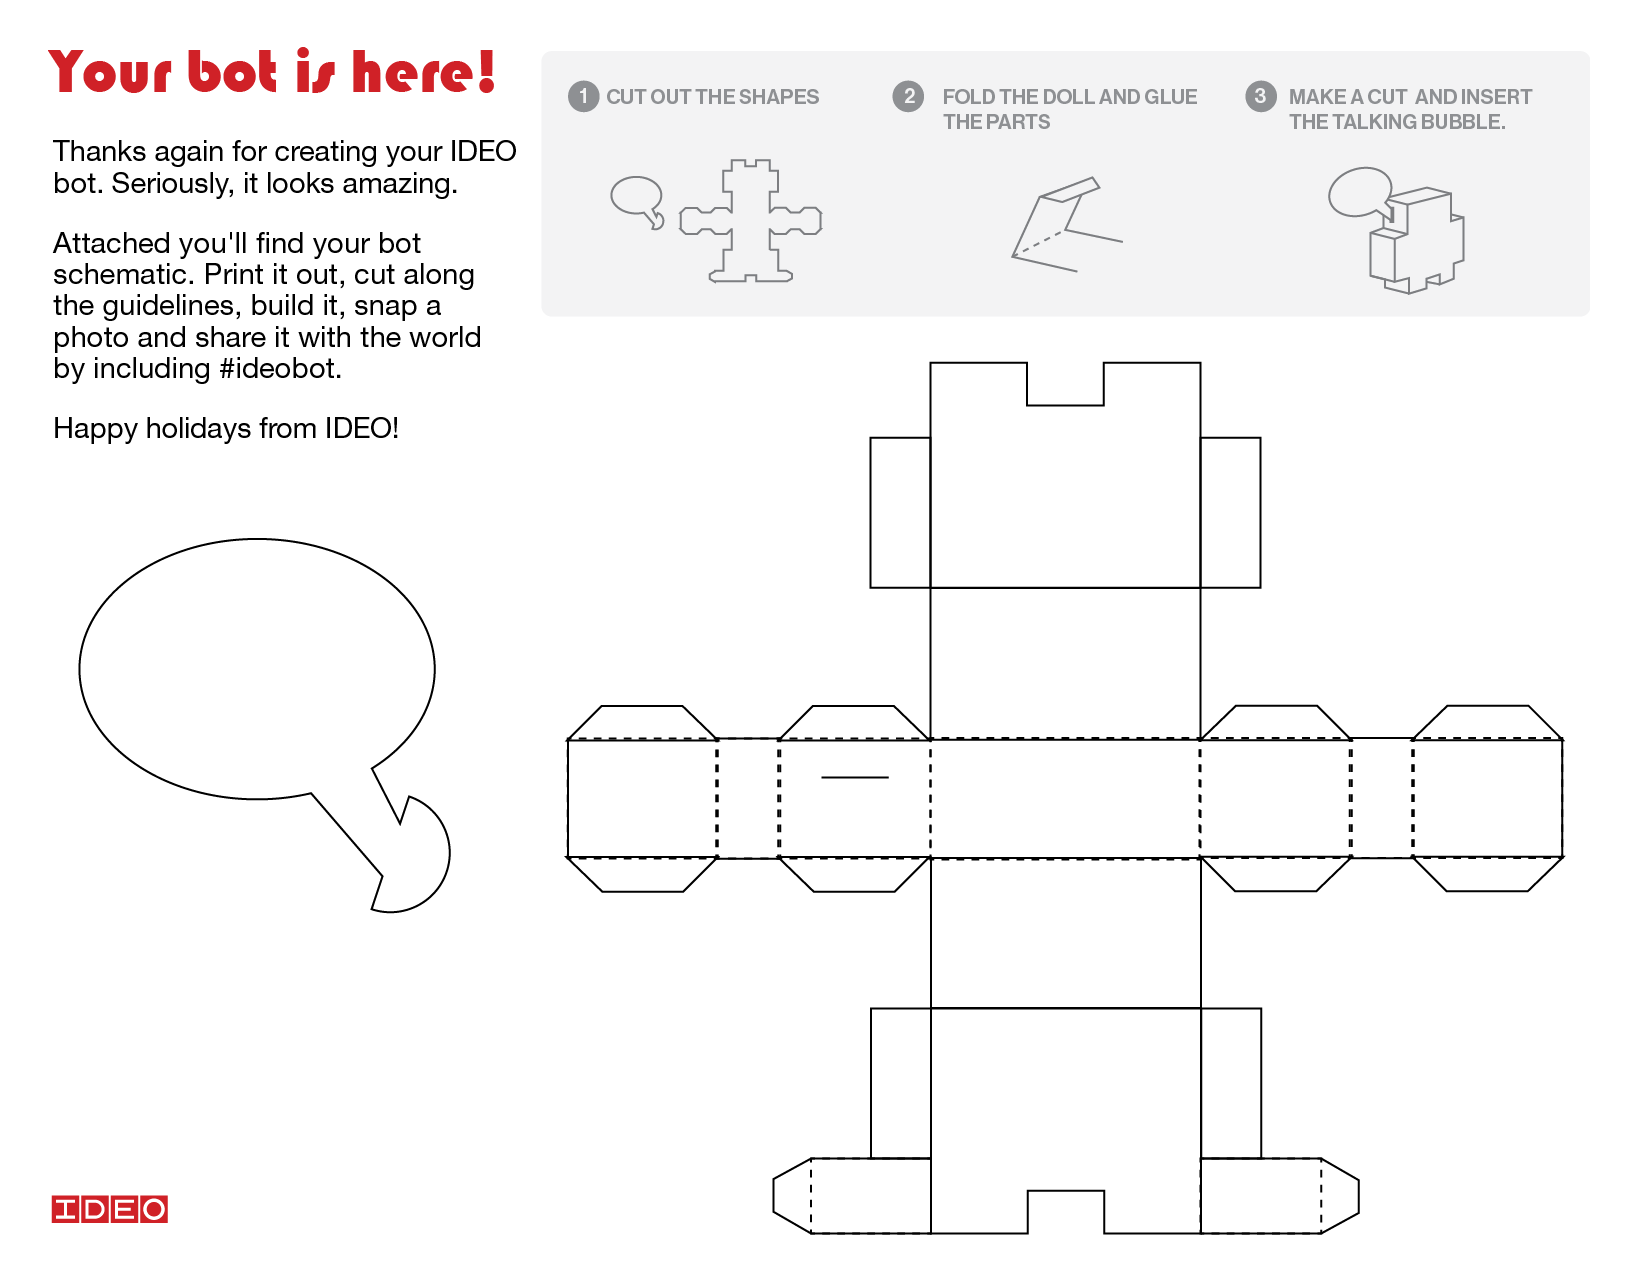 Your bot is here!
Thanks again for creating your IDEO
bot. Seriously, it looks amazing.
Attached you'll find your bot
schematic. Print it out, cut along
the guidelines, build it, snap a
photo and share it with the world
by including #ideobot.
Happy holidays from IDEO!
1 CUT OUT THE SHAPES
2 FOLD THE DOLL AND GLUE
THE PARTS
3 MAKE A CUT AND INSERT
THE TALKING BUBBLE.
IDEO